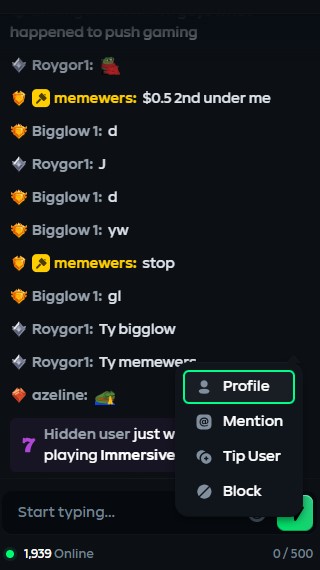 happened to push gaming
Roygor1:
memewers: $0.5 2nd under me
Bigglow 1: d
Roygor1: J
Bigglow 1: d
Bigglow 1: yw
memewers: stop
Bigglow 1: gl
Roygor1: Ty bigglow
Roygor1: Ty memewers
azeline:
7 Hidden user just w
playing Immersive
Profile
Mention
Tip User
Block
Start typing...
1,939 Online
0 / 500